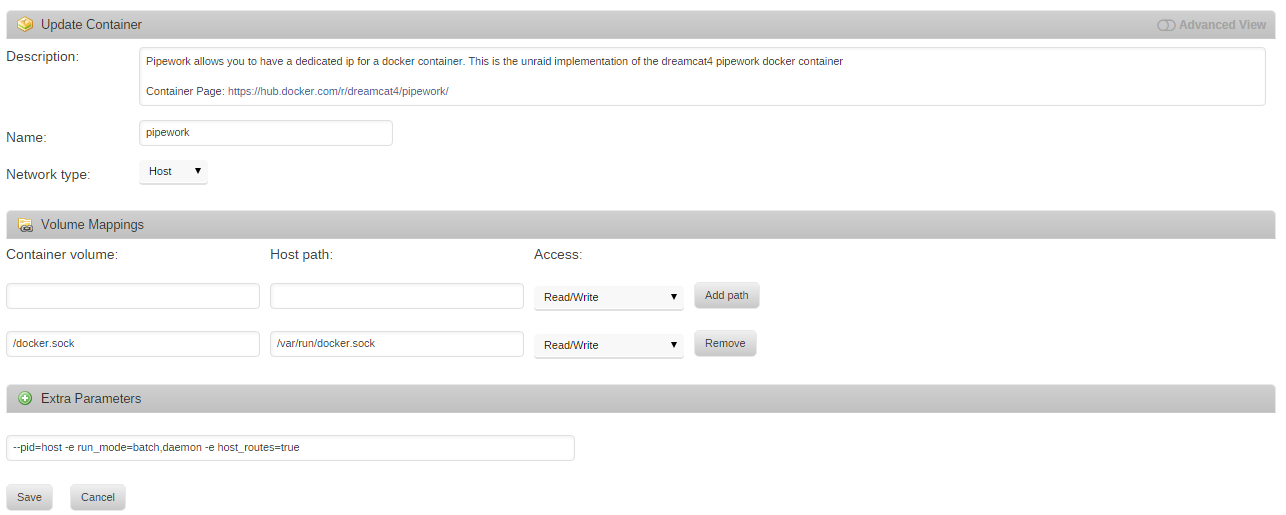 Update Container
Advanced View
Description:
Pipework allows you to have a dedicated ip for a docker container. This is the unraid implementation of the dreamcat4 pipework docker container
Container Page: https://hub.docker.com/r/dreamcat4/pipework/
Name:
pipework
Network type:
Host
Volume Mappings
Container volume:
Host path:
Access:
Read/Write
Add path
/docker.sock
/var/run/docker.sock
Read/Write
Remove
Extra Parameters
--pid=host -e run_mode=batch,daemon -e host_routes=true
Save
Cancel